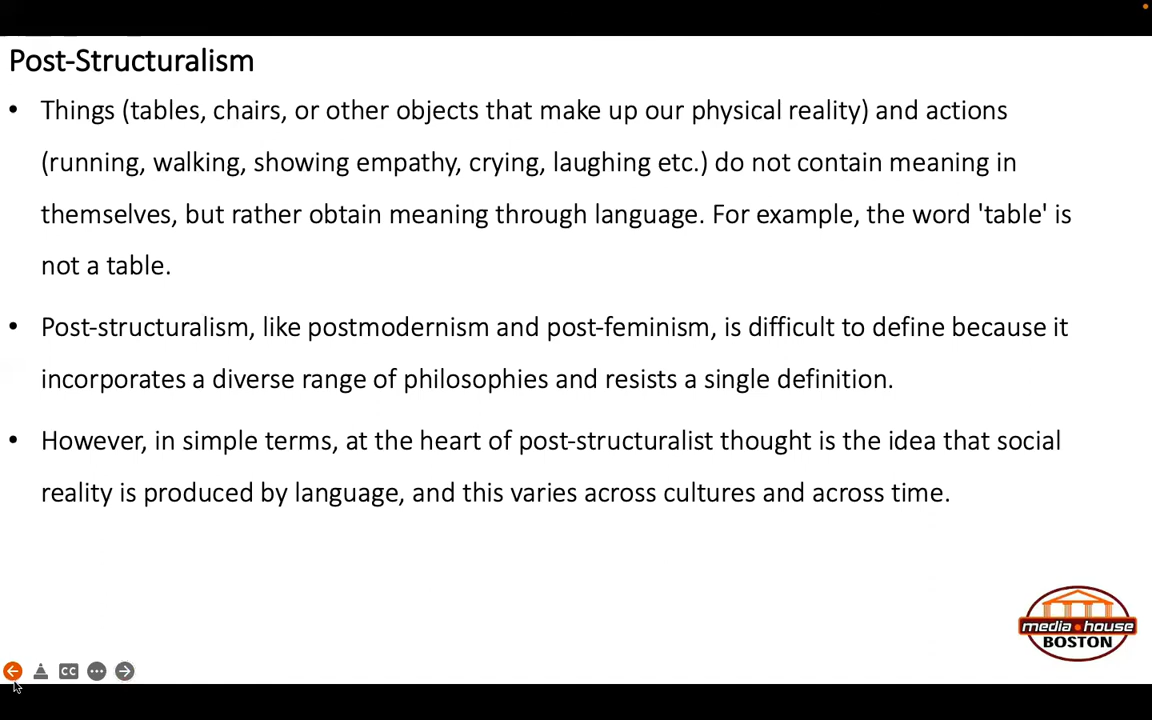 Post-Structuralism
• Things (tables, chairs, or other objects that make up our physical reality) and actions
(running, walking, showing empathy, crying, laughing etc.) do not contain meaning in
themselves, but rather obtain meaning through language. For example, the word 'table' is
not a table.
• Post-structuralism, like postmodernism and post-feminism, is difficult to define because it
incorporates a diverse range of philosophies and resists a single definition.
• However, in simple terms, at the heart of post-structuralist thought is the idea that social
reality is produced by language, and this varies across cultures and across time.
media•house
BOSTON
CC